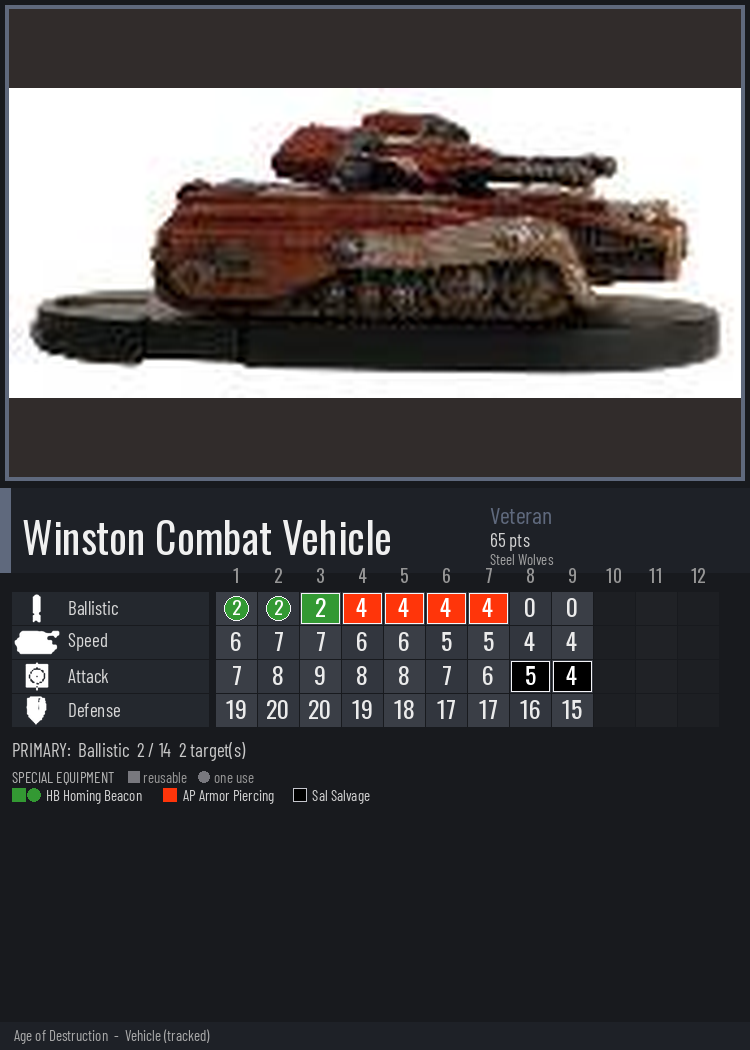 Winston Combat Vehicle
Veteran
65 pts
Steel Wolves
1 2 3 4 5 6 7 8 9 10 11 12
Ballistic 2 2 2 4 4 4 4 0 0
Speed 6 7 7 6 6 5 5 4 4
Attack 7 8 9 8 8 7 6 5 4
Defense 19 20 20 19 18 17 17 16 15
PRIMARY: Ballistic 2 / 14 2 target(s)
SPECIAL EQUIPMENT reusable one use
HB Homing Beacon AP Armor Piercing Sal Salvage
Age of Destruction - Vehicle (tracked)